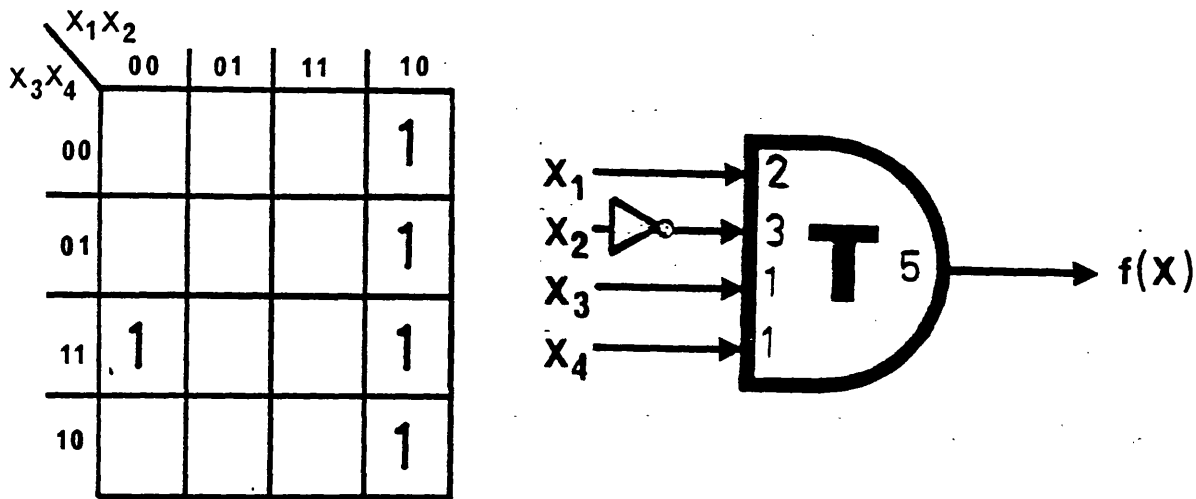 X₁X₂
X₃X₄
00 01 11 10
00 1
01 1
11 1 1
10 1
X₁ 2
X₂ 3
X₃ 1
X₄ 1
T 5 f(X)